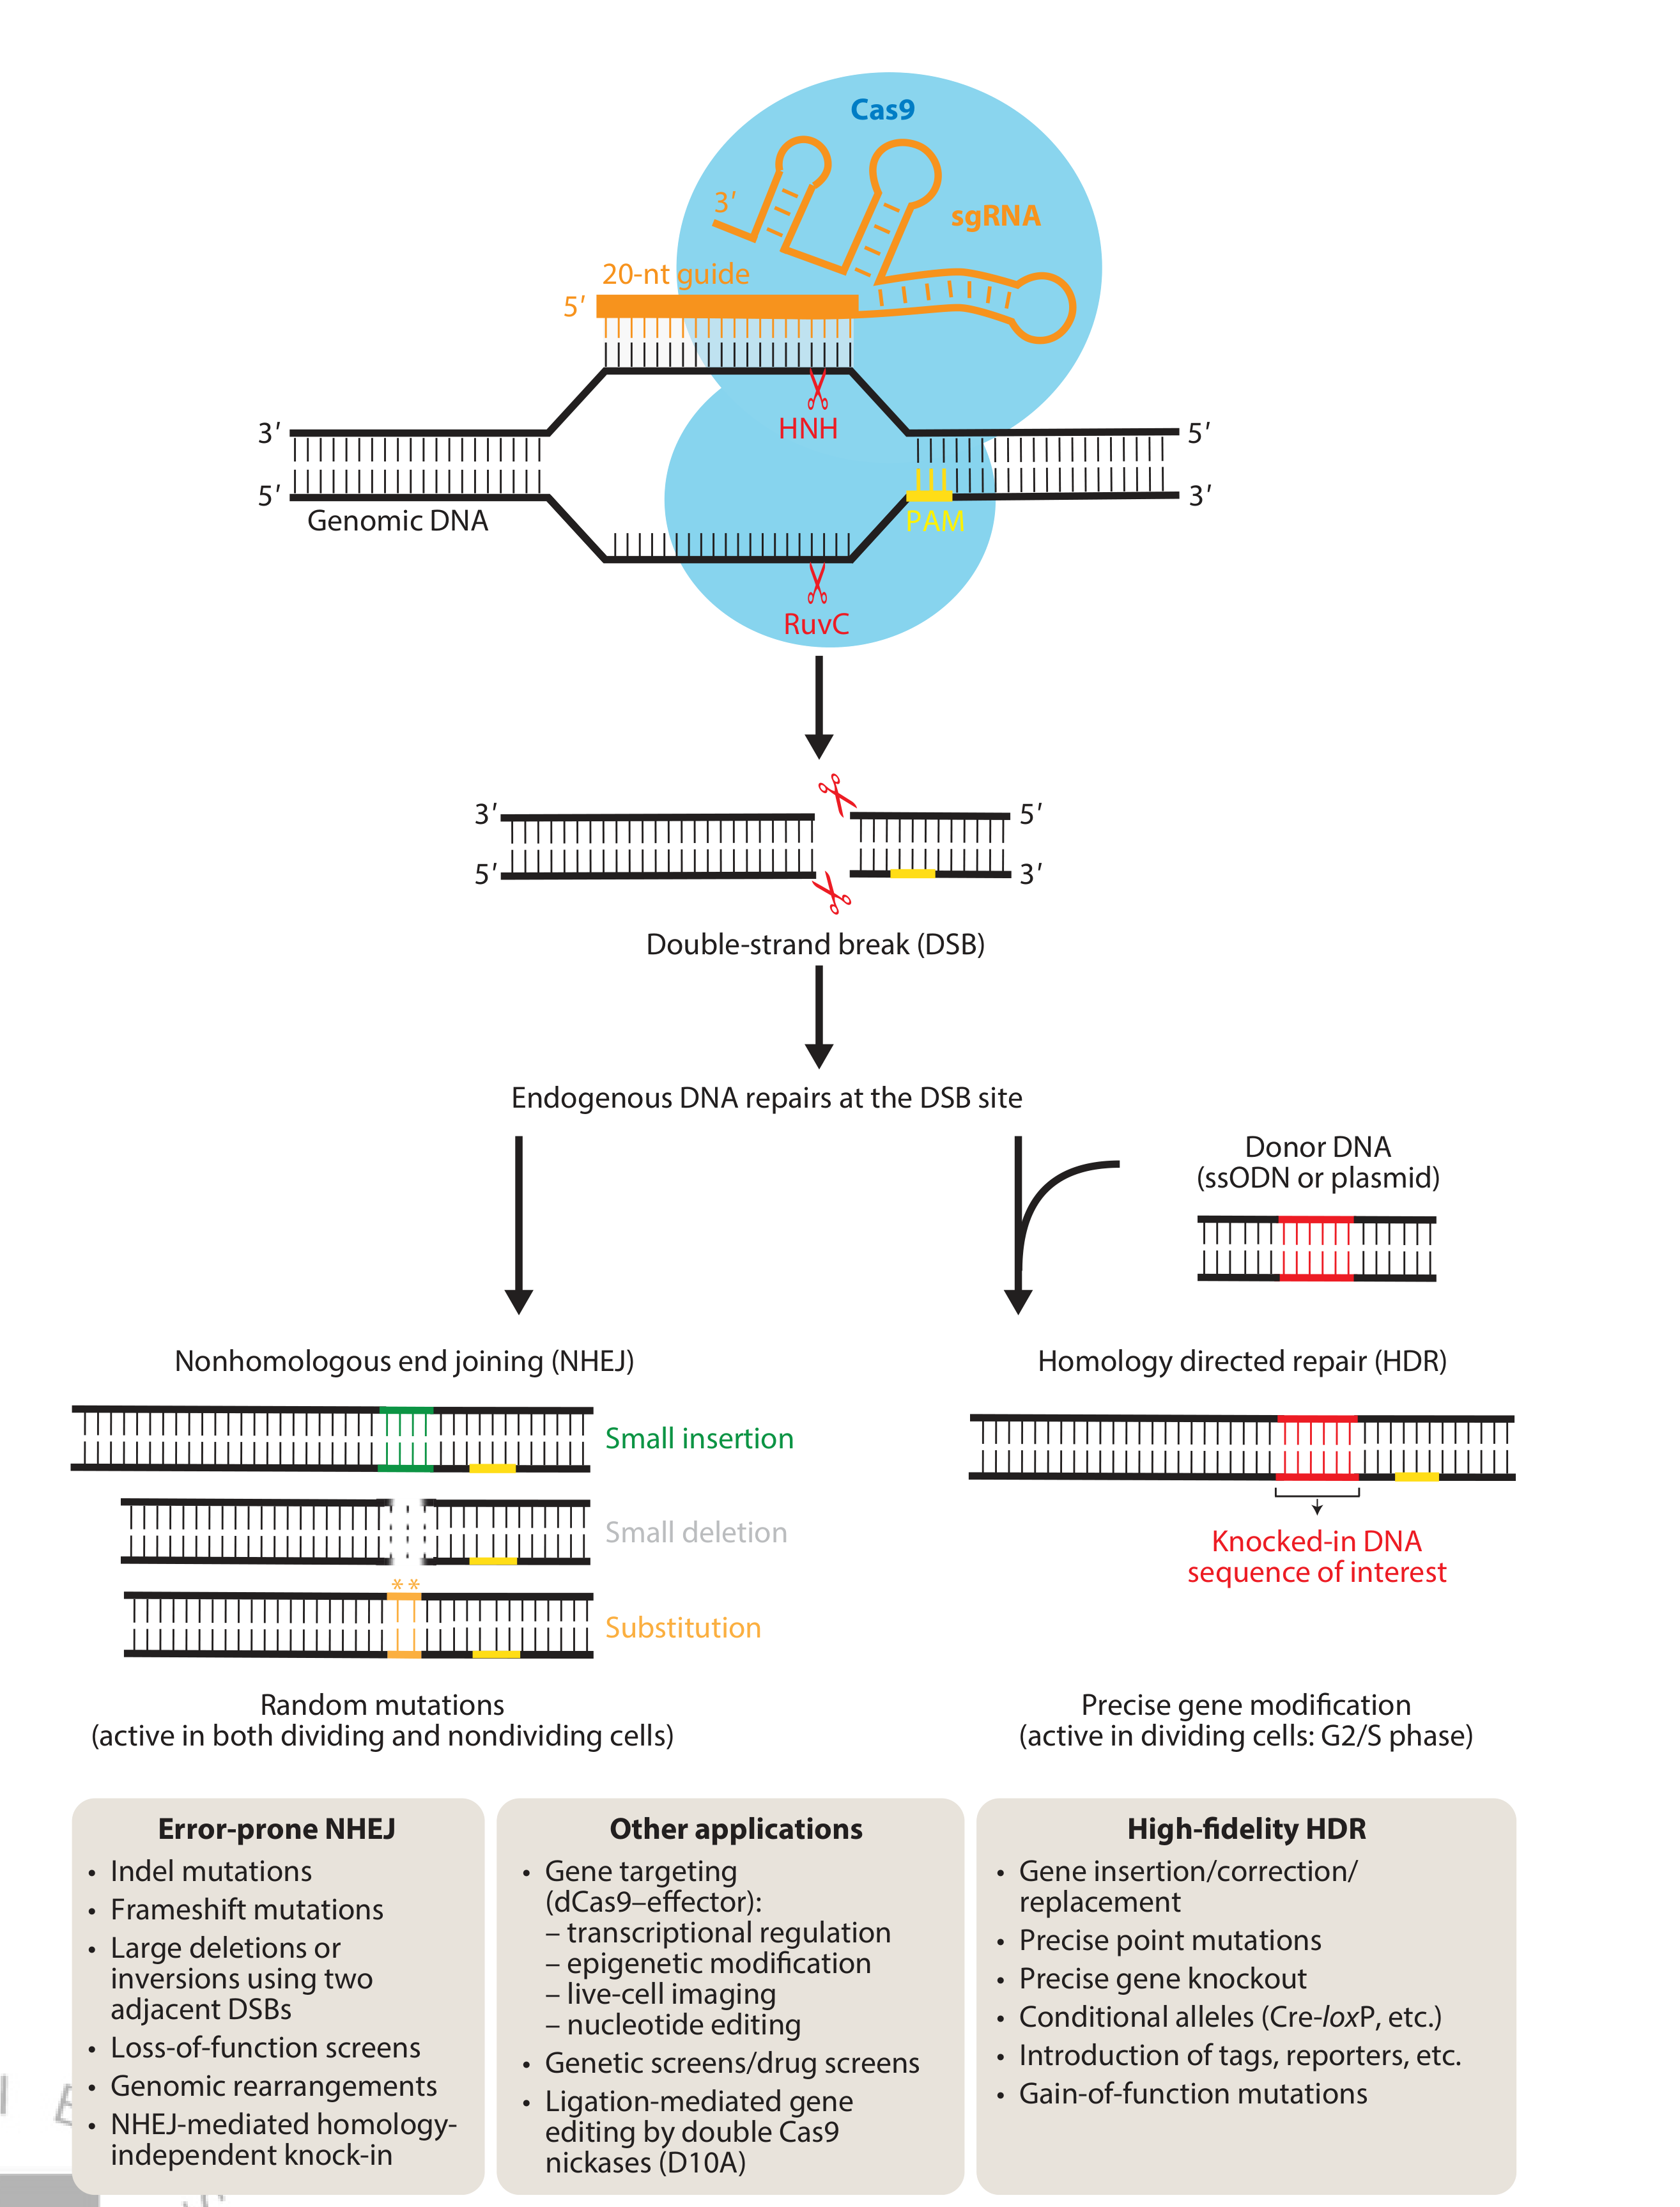 Cas9
3′
sgRNA
20-nt guide
5′
HNH
3′
5′
5′
3′
Genomic DNA
PAM
RuvC
3′
5′
5′
3′
Double-strand break (DSB)
Endogenous DNA repairs at the DSB site
Donor DNA
(ssODN or plasmid)
Nonhomologous end joining (NHEJ)
Small insertion
Small deletion
**
Substitution
Random mutations
(active in both dividing and nondividing cells)
Homology directed repair (HDR)
Knocked-in DNA
sequence of interest
Precise gene modification
(active in dividing cells: G2/S phase)
Error-prone NHEJ
• Indel mutations
• Frameshift mutations
• Large deletions or
inversions using two
adjacent DSBs
• Loss-of-function screens
• Genomic rearrangements
• NHEJ-mediated homology-
independent knock-in
Other applications
• Gene targeting
(dCas9–effector):
– transcriptional regulation
– epigenetic modification
– live-cell imaging
– nucleotide editing
• Genetic screens/drug screens
• Ligation-mediated gene
editing by double Cas9
nickases (D10A)
High-fidelity HDR
• Gene insertion/correction/
replacement
• Precise point mutations
• Precise gene knockout
• Conditional alleles (Cre-loxP, etc.)
• Introduction of tags, reporters, etc.
• Gain-of-function mutations